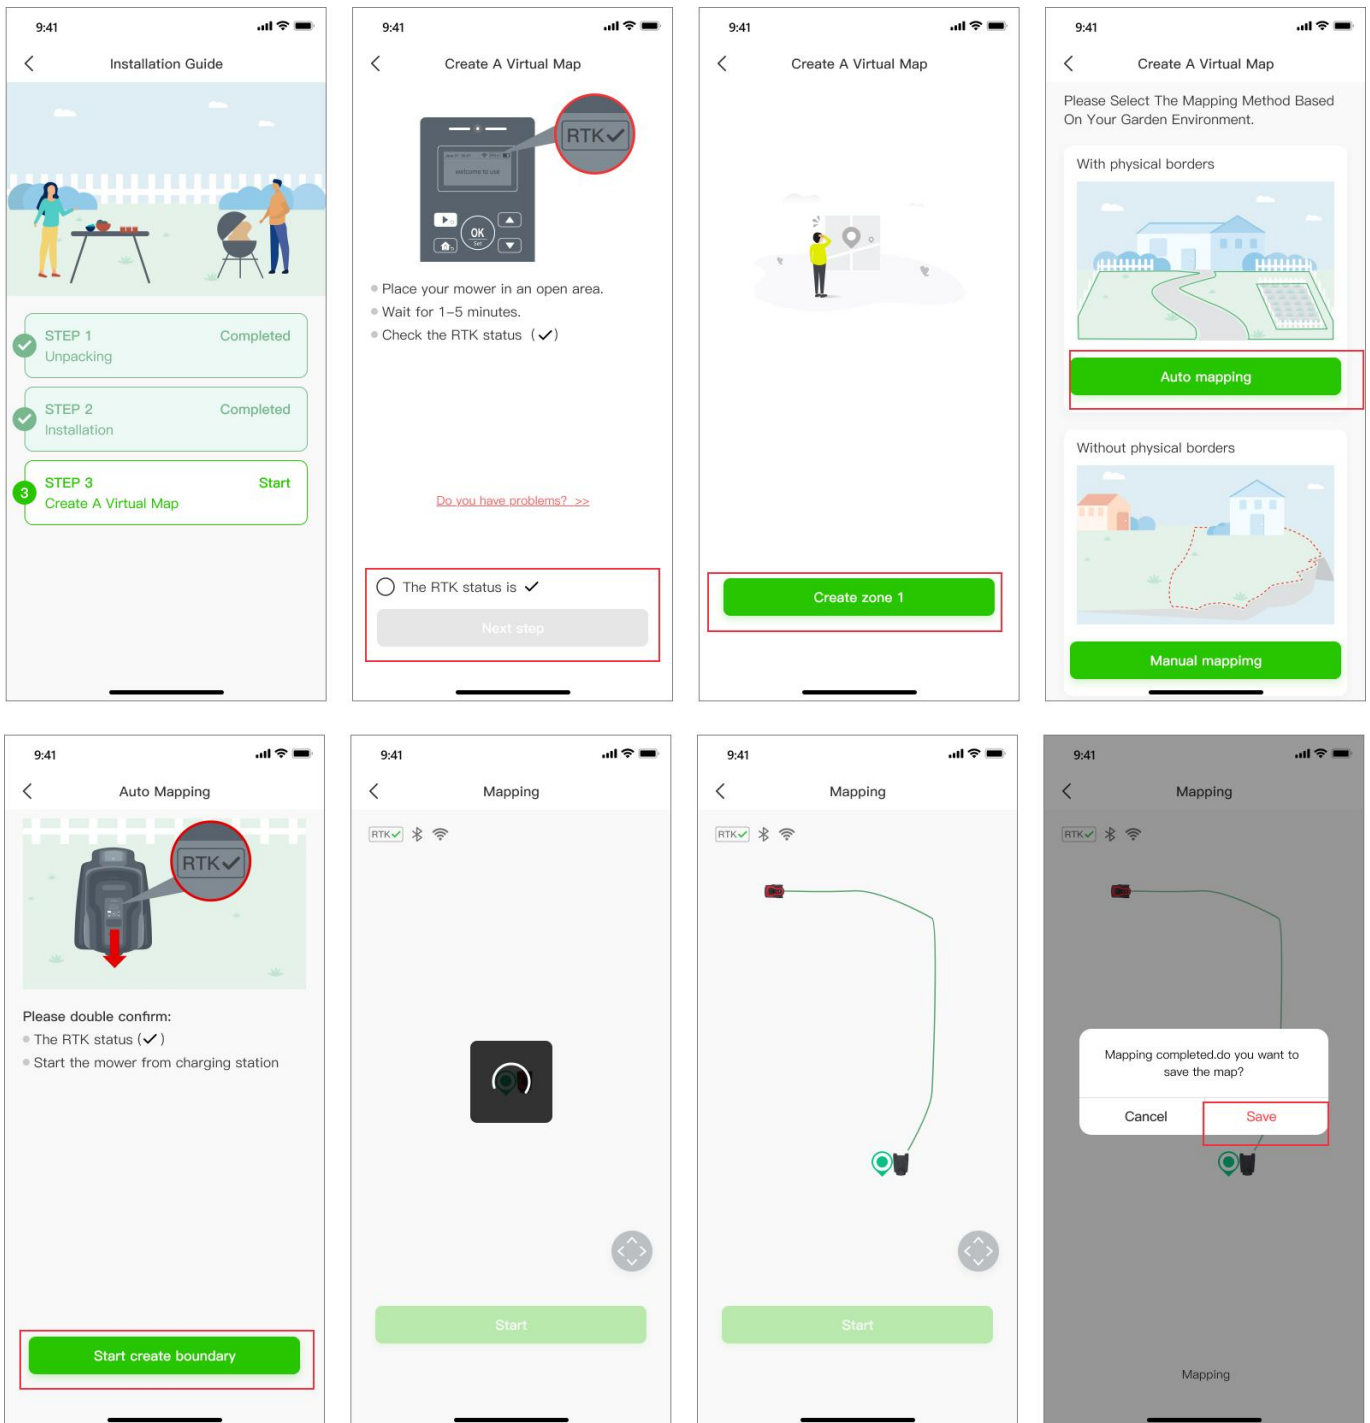 9:41
Installation Guide
STEP 1
Completed
Unpacking
STEP 2
Completed
Installation
3
STEP 3
Start
Create A Virtual Map
9:41
Create A Virtual Map
RTK
welcome to use
OK
Set
Place your mower in an open area.
Wait for 1–5 minutes.
Check the RTK status (✓)
Do you have problems? >>
The RTK status is ✓
Next step
9:41
Create A Virtual Map
Create zone 1
9:41
Create A Virtual Map
Please Select The Mapping Method Based
On Your Garden Environment.
With physical borders
Auto mapping
Without physical borders
Manual mappimg
9:41
Auto Mapping
RTK
Please double confirm:
The RTK status (✓)
Start the mower from charging station
Start create boundary
9:41
Mapping
RTK
Start
9:41
Mapping
RTK
Start
9:41
Mapping
RTK
Mapping completed.do you want to
save the map?
Cancel
Save
Mapping